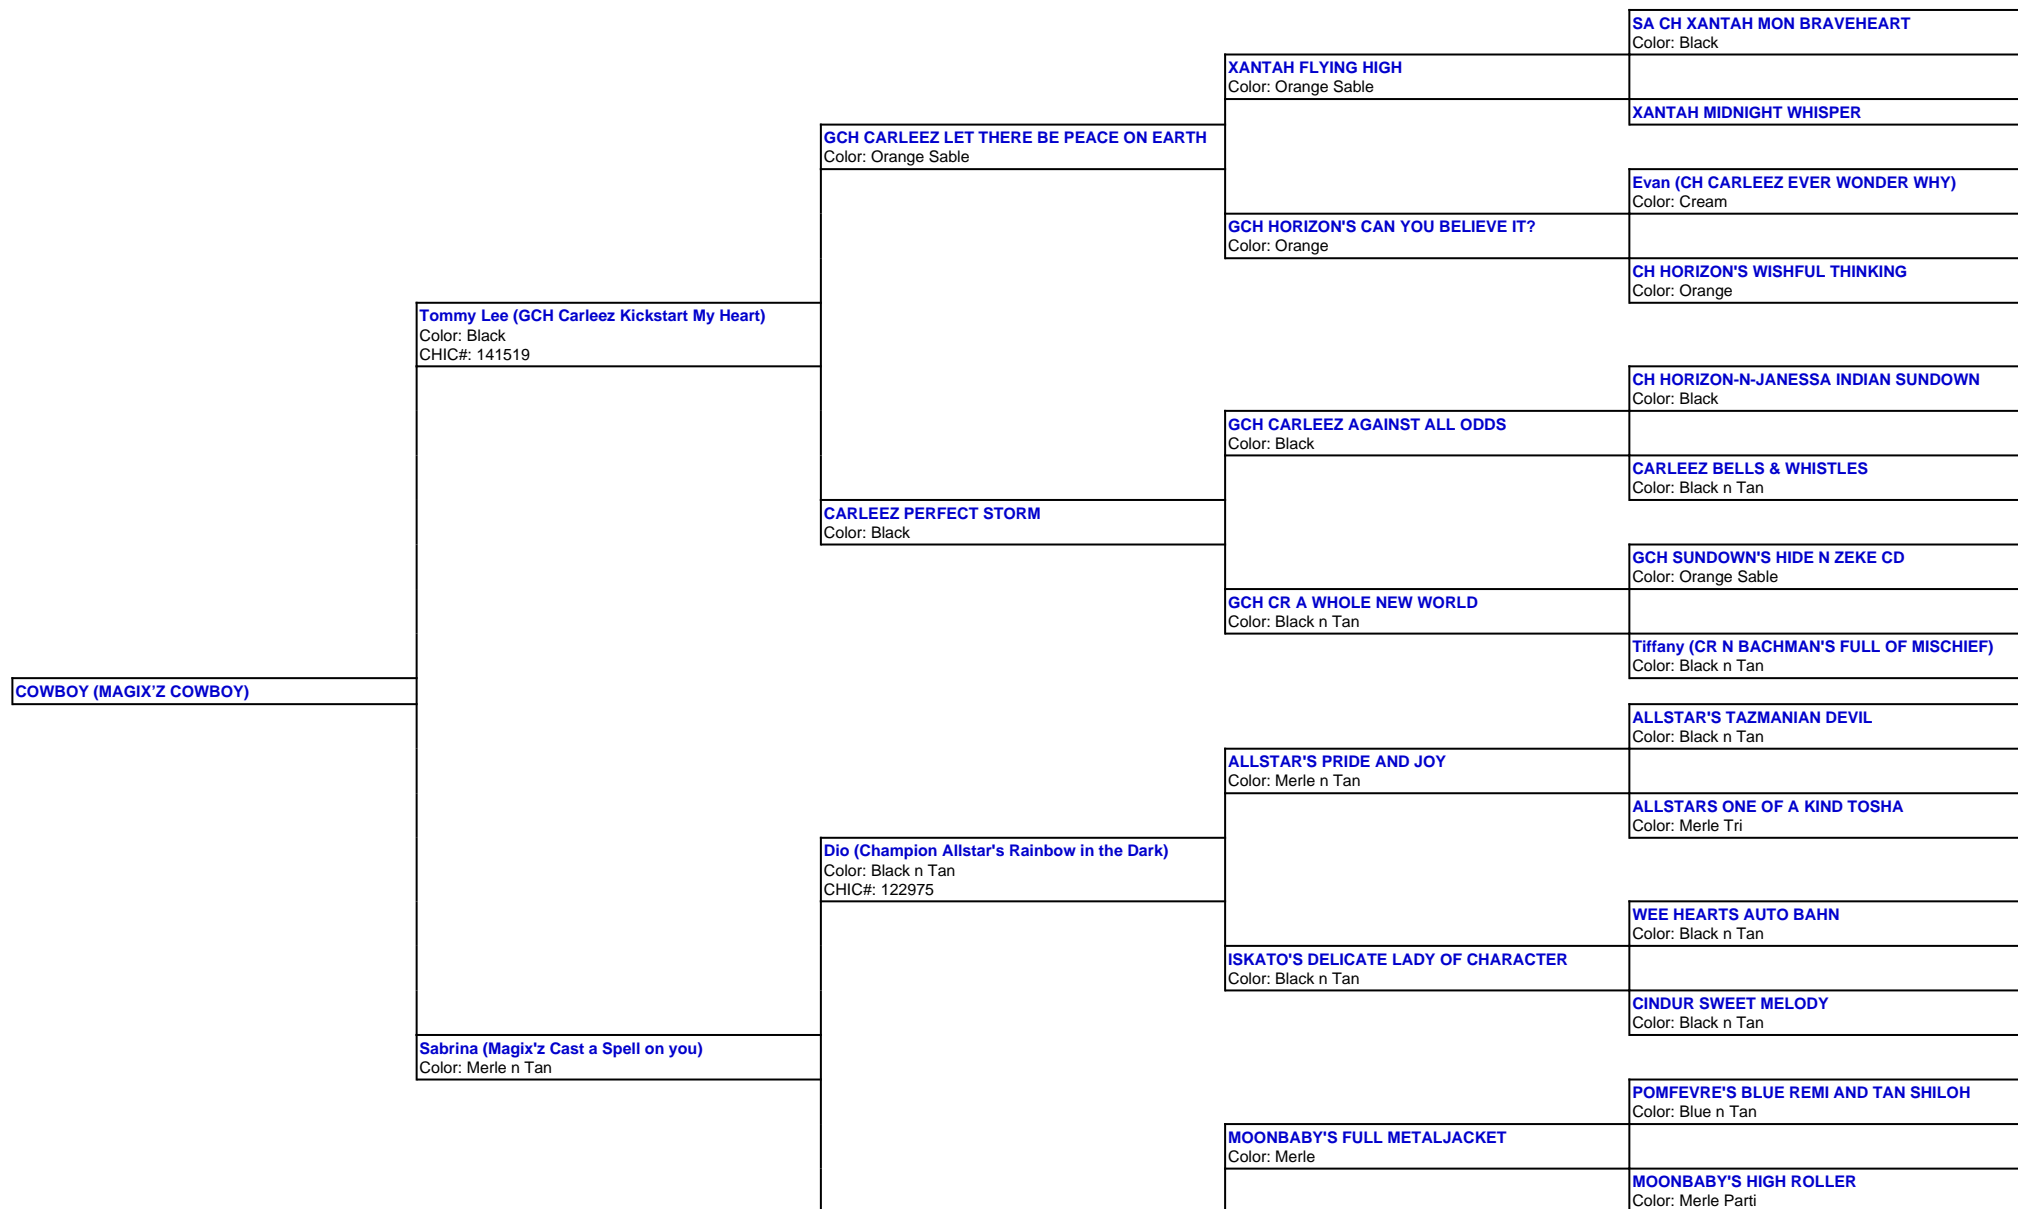 SA CH XANTAH MON BRAVEHEART
Color: Black
XANTAH FLYING HIGH
Color: Orange Sable
XANTAH MIDNIGHT WHISPER
GCH CARLEEZ LET THERE BE PEACE ON EARTH
Color: Orange Sable
Evan (CH CARLEEZ EVER WONDER WHY)
Color: Cream
GCH HORIZON'S CAN YOU BELIEVE IT?
Color: Orange
CH HORIZON'S WISHFUL THINKING
Color: Orange
Tommy Lee (GCH Carleez Kickstart My Heart)
Color: Black
CHIC#: 141519
CH HORIZON-N-JANESSA INDIAN SUNDOWN
Color: Black
GCH CARLEEZ AGAINST ALL ODDS
Color: Black
CARLEEZ BELLS & WHISTLES
Color: Black n Tan
CARLEEZ PERFECT STORM
Color: Black
GCH SUNDOWN'S HIDE N ZEKE CD
Color: Orange Sable
GCH CR A WHOLE NEW WORLD
Color: Black n Tan
Tiffany (CR N BACHMAN'S FULL OF MISCHIEF)
Color: Black n Tan
COWBOY (MAGIX’Z COWBOY)
ALLSTAR'S TAZMANIAN DEVIL
Color: Black n Tan
ALLSTAR'S PRIDE AND JOY
Color: Merle n Tan
ALLSTARS ONE OF A KIND TOSHA
Color: Merle Tri
Dio (Champion Allstar's Rainbow in the Dark)
Color: Black n Tan
CHIC#: 122975
WEE HEARTS AUTO BAHN
Color: Black n Tan
ISKATO'S DELICATE LADY OF CHARACTER
Color: Black n Tan
CINDUR SWEET MELODY
Color: Black n Tan
Sabrina (Magix'z Cast a Spell on you)
Color: Merle n Tan
POMFEVRE'S BLUE REMI AND TAN SHILOH
Color: Blue n Tan
MOONBABY'S FULL METALJACKET
Color: Merle
MOONBABY'S HIGH ROLLER
Color: Merle Parti